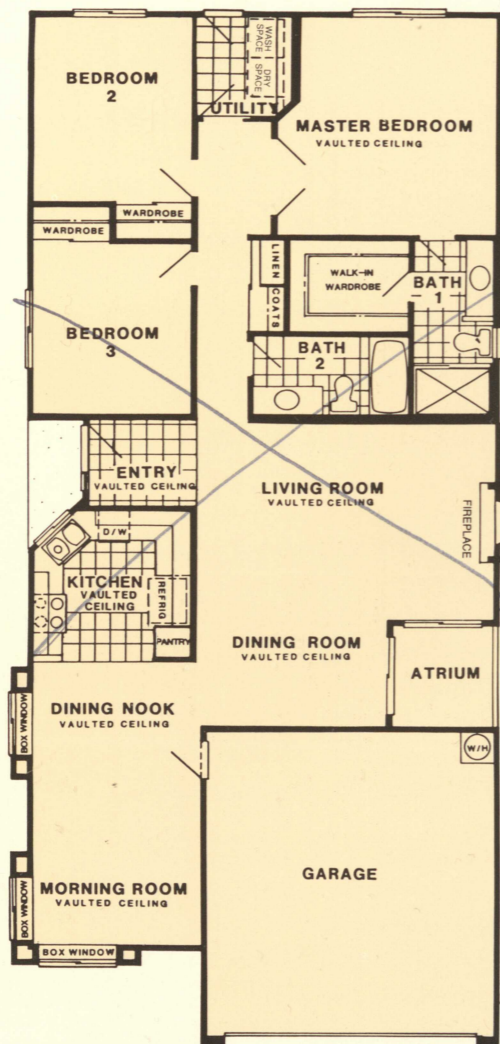 BEDROOM
2
WASH
SPACE
DRY
SPACE
UTILITY
MASTER BEDROOM
VAULTED CEILING
WARDROBE
WARDROBE
LINEN
COATS
WALK-IN
WARDROBE
BATH
1
BEDROOM
3
BATH
2
ENTRY
VAULTED CEILING
LIVING ROOM
VAULTED CEILING
FIREPLACE
D/W
KITCHEN
VAULTED
CEILING
REFRIG
PANTRY
DINING ROOM
VAULTED CEILING
ATRIUM
DINING NOOK
VAULTED CEILING
BOX WINDOW
W/H
GARAGE
MORNING ROOM
VAULTED CEILING
BOX WINDOW
BOX WINDOW